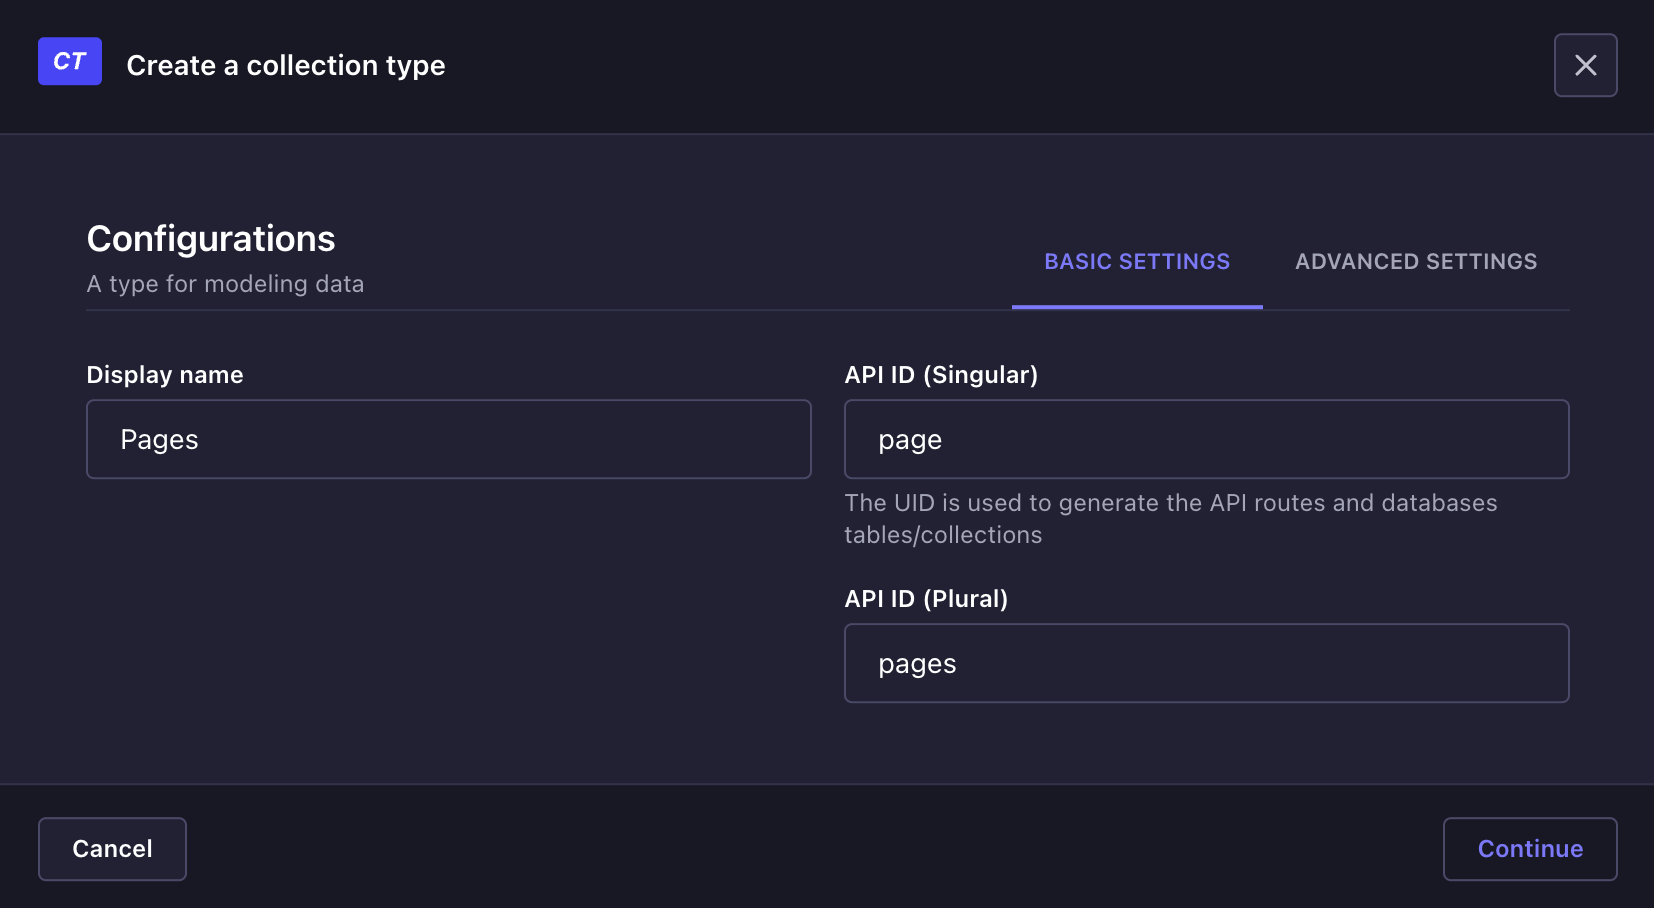 CT
Create a collection type
Configurations
A type for modeling data
BASIC SETTINGS
ADVANCED SETTINGS
Display name
Pages
API ID (Singular)
page
The UID is used to generate the API routes and databases
tables/collections
API ID (Plural)
pages
Cancel
Continue